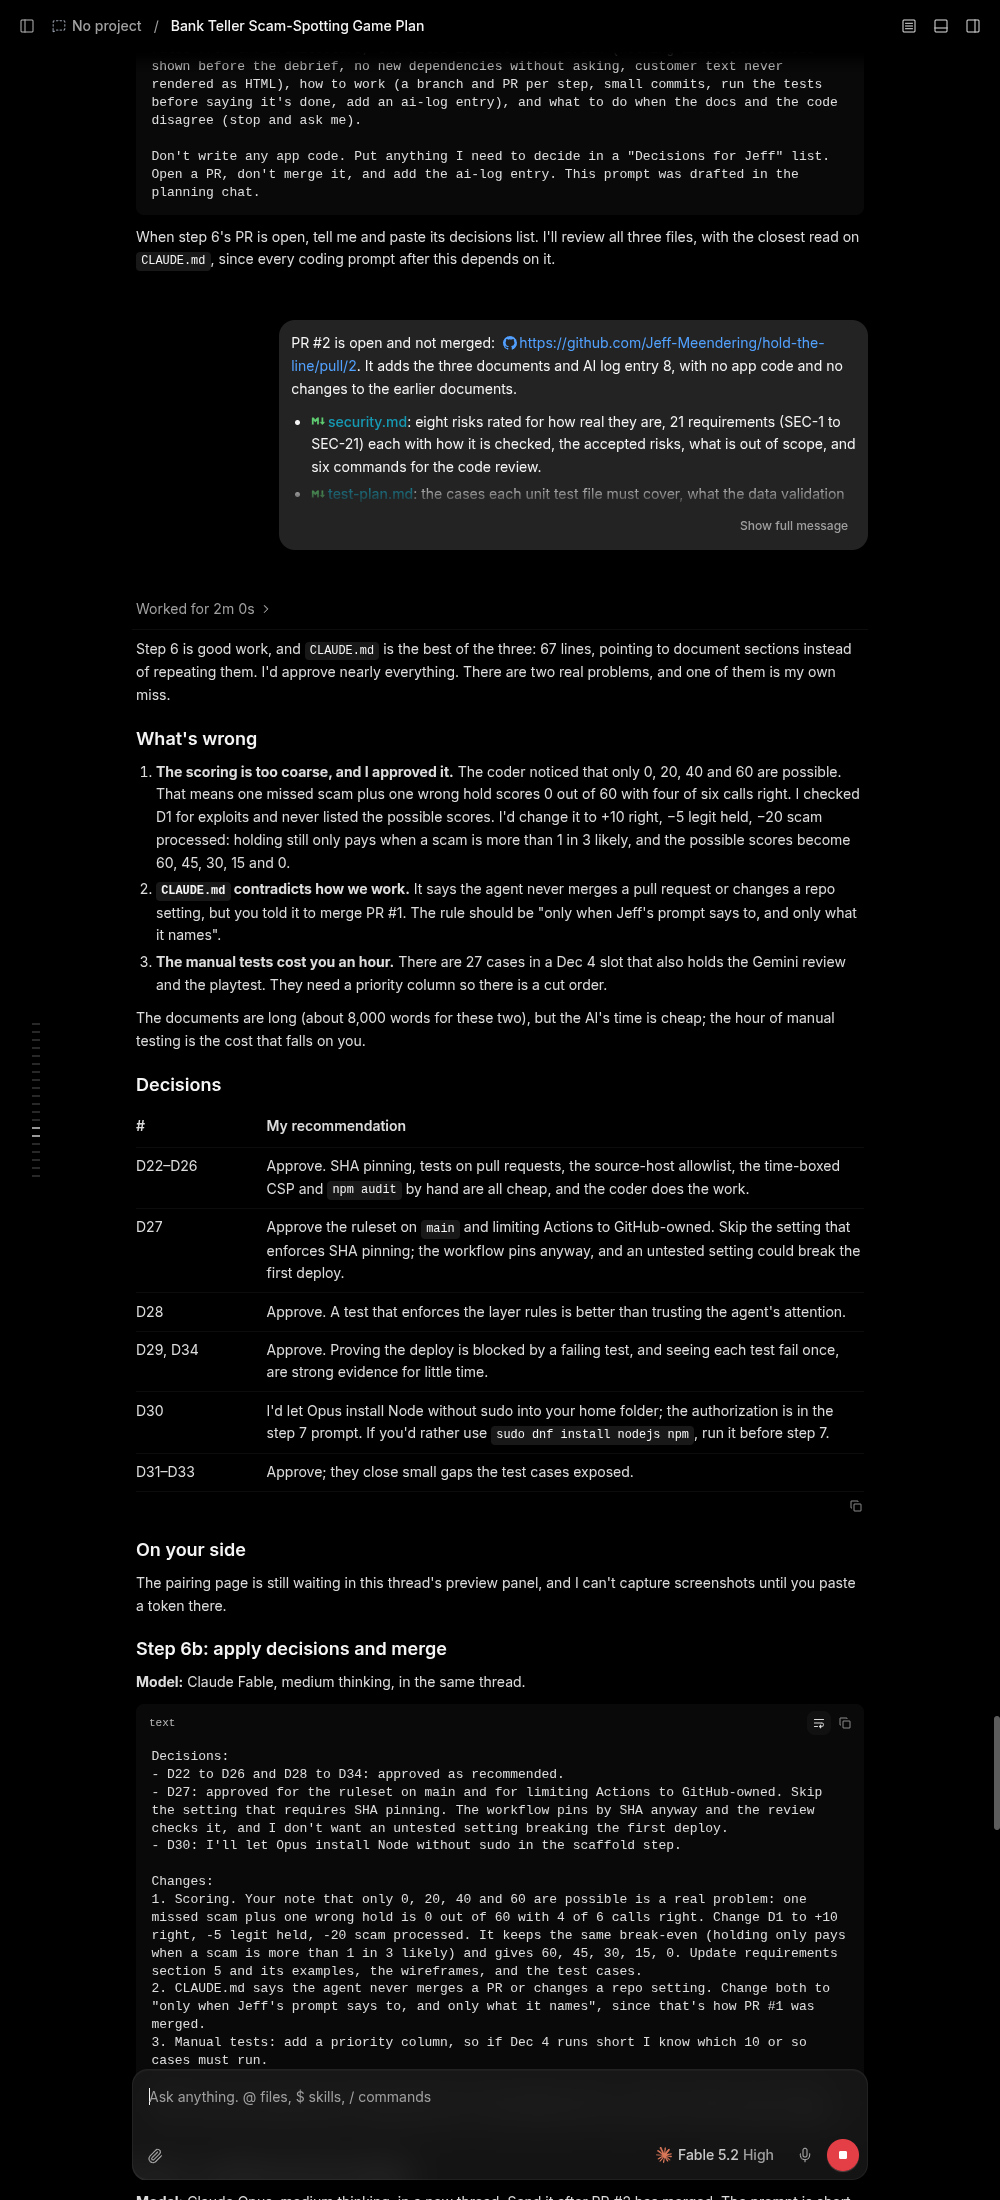 No project / Bank Teller Scam-Spotting Game Plan
shown before the debrief, no new dependencies without asking, customer text never
rendered as HTML), how to work (a branch and PR per step, small commits, run the tests
before saying it's done, add an ai-log entry), and what to do when the docs and the code
disagree (stop and ask me).
Don't write any app code. Put anything I need to decide in a "Decisions for Jeff" list.
Open a PR, don't merge it, and add the ai-log entry. This prompt was drafted in the
planning chat.
When step 6's PR is open, tell me and paste its decisions list. I'll review all three files, with the closest read on
CLAUDE.md, since every coding prompt after this depends on it.
PR #2 is open and not merged: https://github.com/Jeff-Meendering/hold-the-
line/pull/2. It adds the three documents and AI log entry 8, with no app code and no
changes to the earlier documents.
• security.md: eight risks rated for how real they are, 21 requirements (SEC-1 to
SEC-21) each with how it is checked, the accepted risks, what is out of scope, and
six commands for the code review.
• test-plan.md: the cases each unit test file must cover, what the data validation
Show full message
Worked for 2m 0s >
Step 6 is good work, and CLAUDE.md is the best of the three: 67 lines, pointing to document sections instead
of repeating them. I'd approve nearly everything. There are two real problems, and one of them is my own
miss.
What's wrong
1. The scoring is too coarse, and I approved it. The coder noticed that only 0, 20, 40 and 60 are possible.
That means one missed scam plus one wrong hold scores 0 out of 60 with four of six calls right. I checked
D1 for exploits and never listed the possible scores. I'd change it to +10 right, −5 legit held, −20 scam
processed: holding still only pays when a scam is more than 1 in 3 likely, and the possible scores become
60, 45, 30, 15 and 0.
2. CLAUDE.md contradicts how we work. It says the agent never merges a pull request or changes a repo
setting, but you told it to merge PR #1. The rule should be "only when Jeff's prompt says to, and only what
it names".
3. The manual tests cost you an hour. There are 27 cases in a Dec 4 slot that also holds the Gemini review
and the playtest. They need a priority column so there is a cut order.
The documents are long (about 8,000 words for these two), but the AI's time is cheap; the hour of manual
testing is the cost that falls on you.
Decisions
# My recommendation
D22–D26 Approve. SHA pinning, tests on pull requests, the source-host allowlist, the time-boxed
CSP and npm audit by hand are all cheap, and the coder does the work.
D27 Approve the ruleset on main and limiting Actions to GitHub-owned. Skip the setting that
enforces SHA pinning; the workflow pins anyway, and an untested setting could break the
first deploy.
D28 Approve. A test that enforces the layer rules is better than trusting the agent's attention.
D29, D34 Approve. Proving the deploy is blocked by a failing test, and seeing each test fail once,
are strong evidence for little time.
D30 I'd let Opus install Node without sudo into your home folder; the authorization is in the
step 7 prompt. If you'd rather use sudo dnf install nodejs npm, run it before step 7.
D31–D33 Approve; they close small gaps the test cases exposed.
On your side
The pairing page is still waiting in this thread's preview panel, and I can't capture screenshots until you paste
a token there.
Step 6b: apply decisions and merge
Model: Claude Fable, medium thinking, in the same thread.
text
Decisions:
- D22 to D26 and D28 to D34: approved as recommended.
- D27: approved for the ruleset on main and for limiting Actions to GitHub-owned. Skip
the setting that requires SHA pinning. The workflow pins by SHA anyway and the review
checks it, and I don't want an untested setting breaking the first deploy.
- D30: I'll let Opus install Node without sudo in the scaffold step.
Changes:
1. Scoring. Your note that only 0, 20, 40 and 60 are possible is a real problem: one
missed scam plus one wrong hold is 0 out of 60 with 4 of 6 calls right. Change D1 to +10
right, -5 legit held, -20 scam processed. It keeps the same break-even (holding only pays
when a scam is more than 1 in 3 likely) and gives 60, 45, 30, 15, 0. Update requirements
section 5 and its examples, the wireframes, and the test cases.
2. CLAUDE.md says the agent never merges a PR or changes a repo setting. Change both to
"only when Jeff's prompt says to, and only what it names", since that's how PR #1 was
merged.
3. Manual tests: add a priority column, so if Dec 4 runs short I know which 10 or so
cases must run.
Ask anything. @ files, $ skills, / commands
Fable 5.2 High